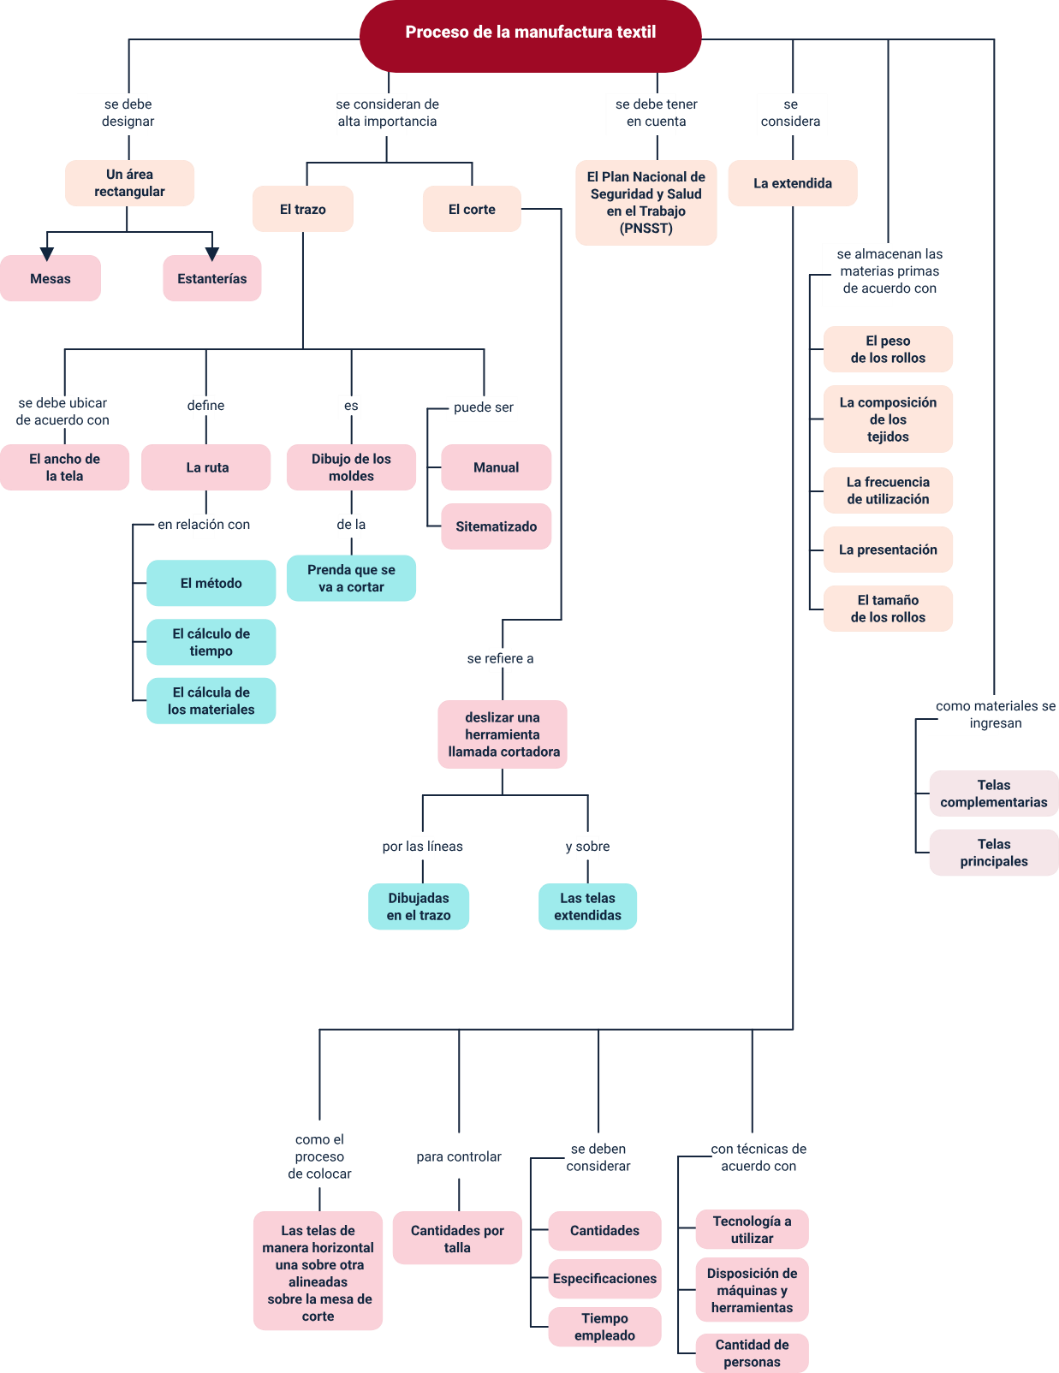 Proceso de la manufactura textil
se debe
designar
Un área
rectangular
Mesas
Estanterías
se consideran de
alta importancia
El trazo
El corte
se debe tener
en cuenta
El Plan Nacional de
Seguridad y Salud
en el Trabajo
(PNSST)
se
considera
La extendida
se almacenan las
materias primas
de acuerdo con
El peso
de los rollos
La composición
de los
tejidos
La frecuencia
de utilización
La presentación
El tamaño
de los rollos
se debe ubicar
de acuerdo con
El ancho de
la tela
define
La ruta
en relación con
El método
El cálculo de
tiempo
El cálcula de
los materiales
es
Dibujo de los
moldes
de la
Prenda que se
va a cortar
puede ser
Manual
Sitematizado
se refiere a
deslizar una
herramienta
llamada cortadora
por las líneas
Dibujadas
en el trazo
y sobre
Las telas
extendidas
como materiales se
ingresan
Telas
complementarias
Telas
principales
como el
proceso
de colocar
Las telas de
manera horizontal
una sobre otra
alineadas
sobre la mesa de
corte
para controlar
Cantidades por
talla
se deben
considerar
Cantidades
Especificaciones
Tiempo
empleado
con técnicas de
acuerdo con
Tecnología a
utilizar
Disposición de
máquinas y
herramientas
Cantidad de
personas